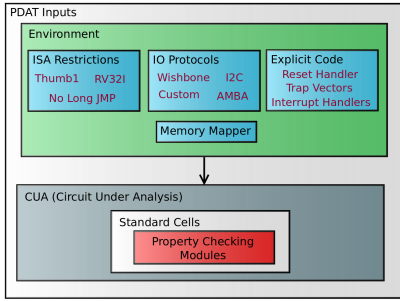 PDAT Inputs
Environment
ISA Restrictions
Thumb1 RV32I
No Long JMP
IO Protocols
Wishbone I2C
Custom AMBA
Explicit Code
Reset Handler
Trap Vectors
Interrupt Handlers
Memory Mapper
CUA (Circuit Under Analysis)
Standard Cells
Property Checking
Modules